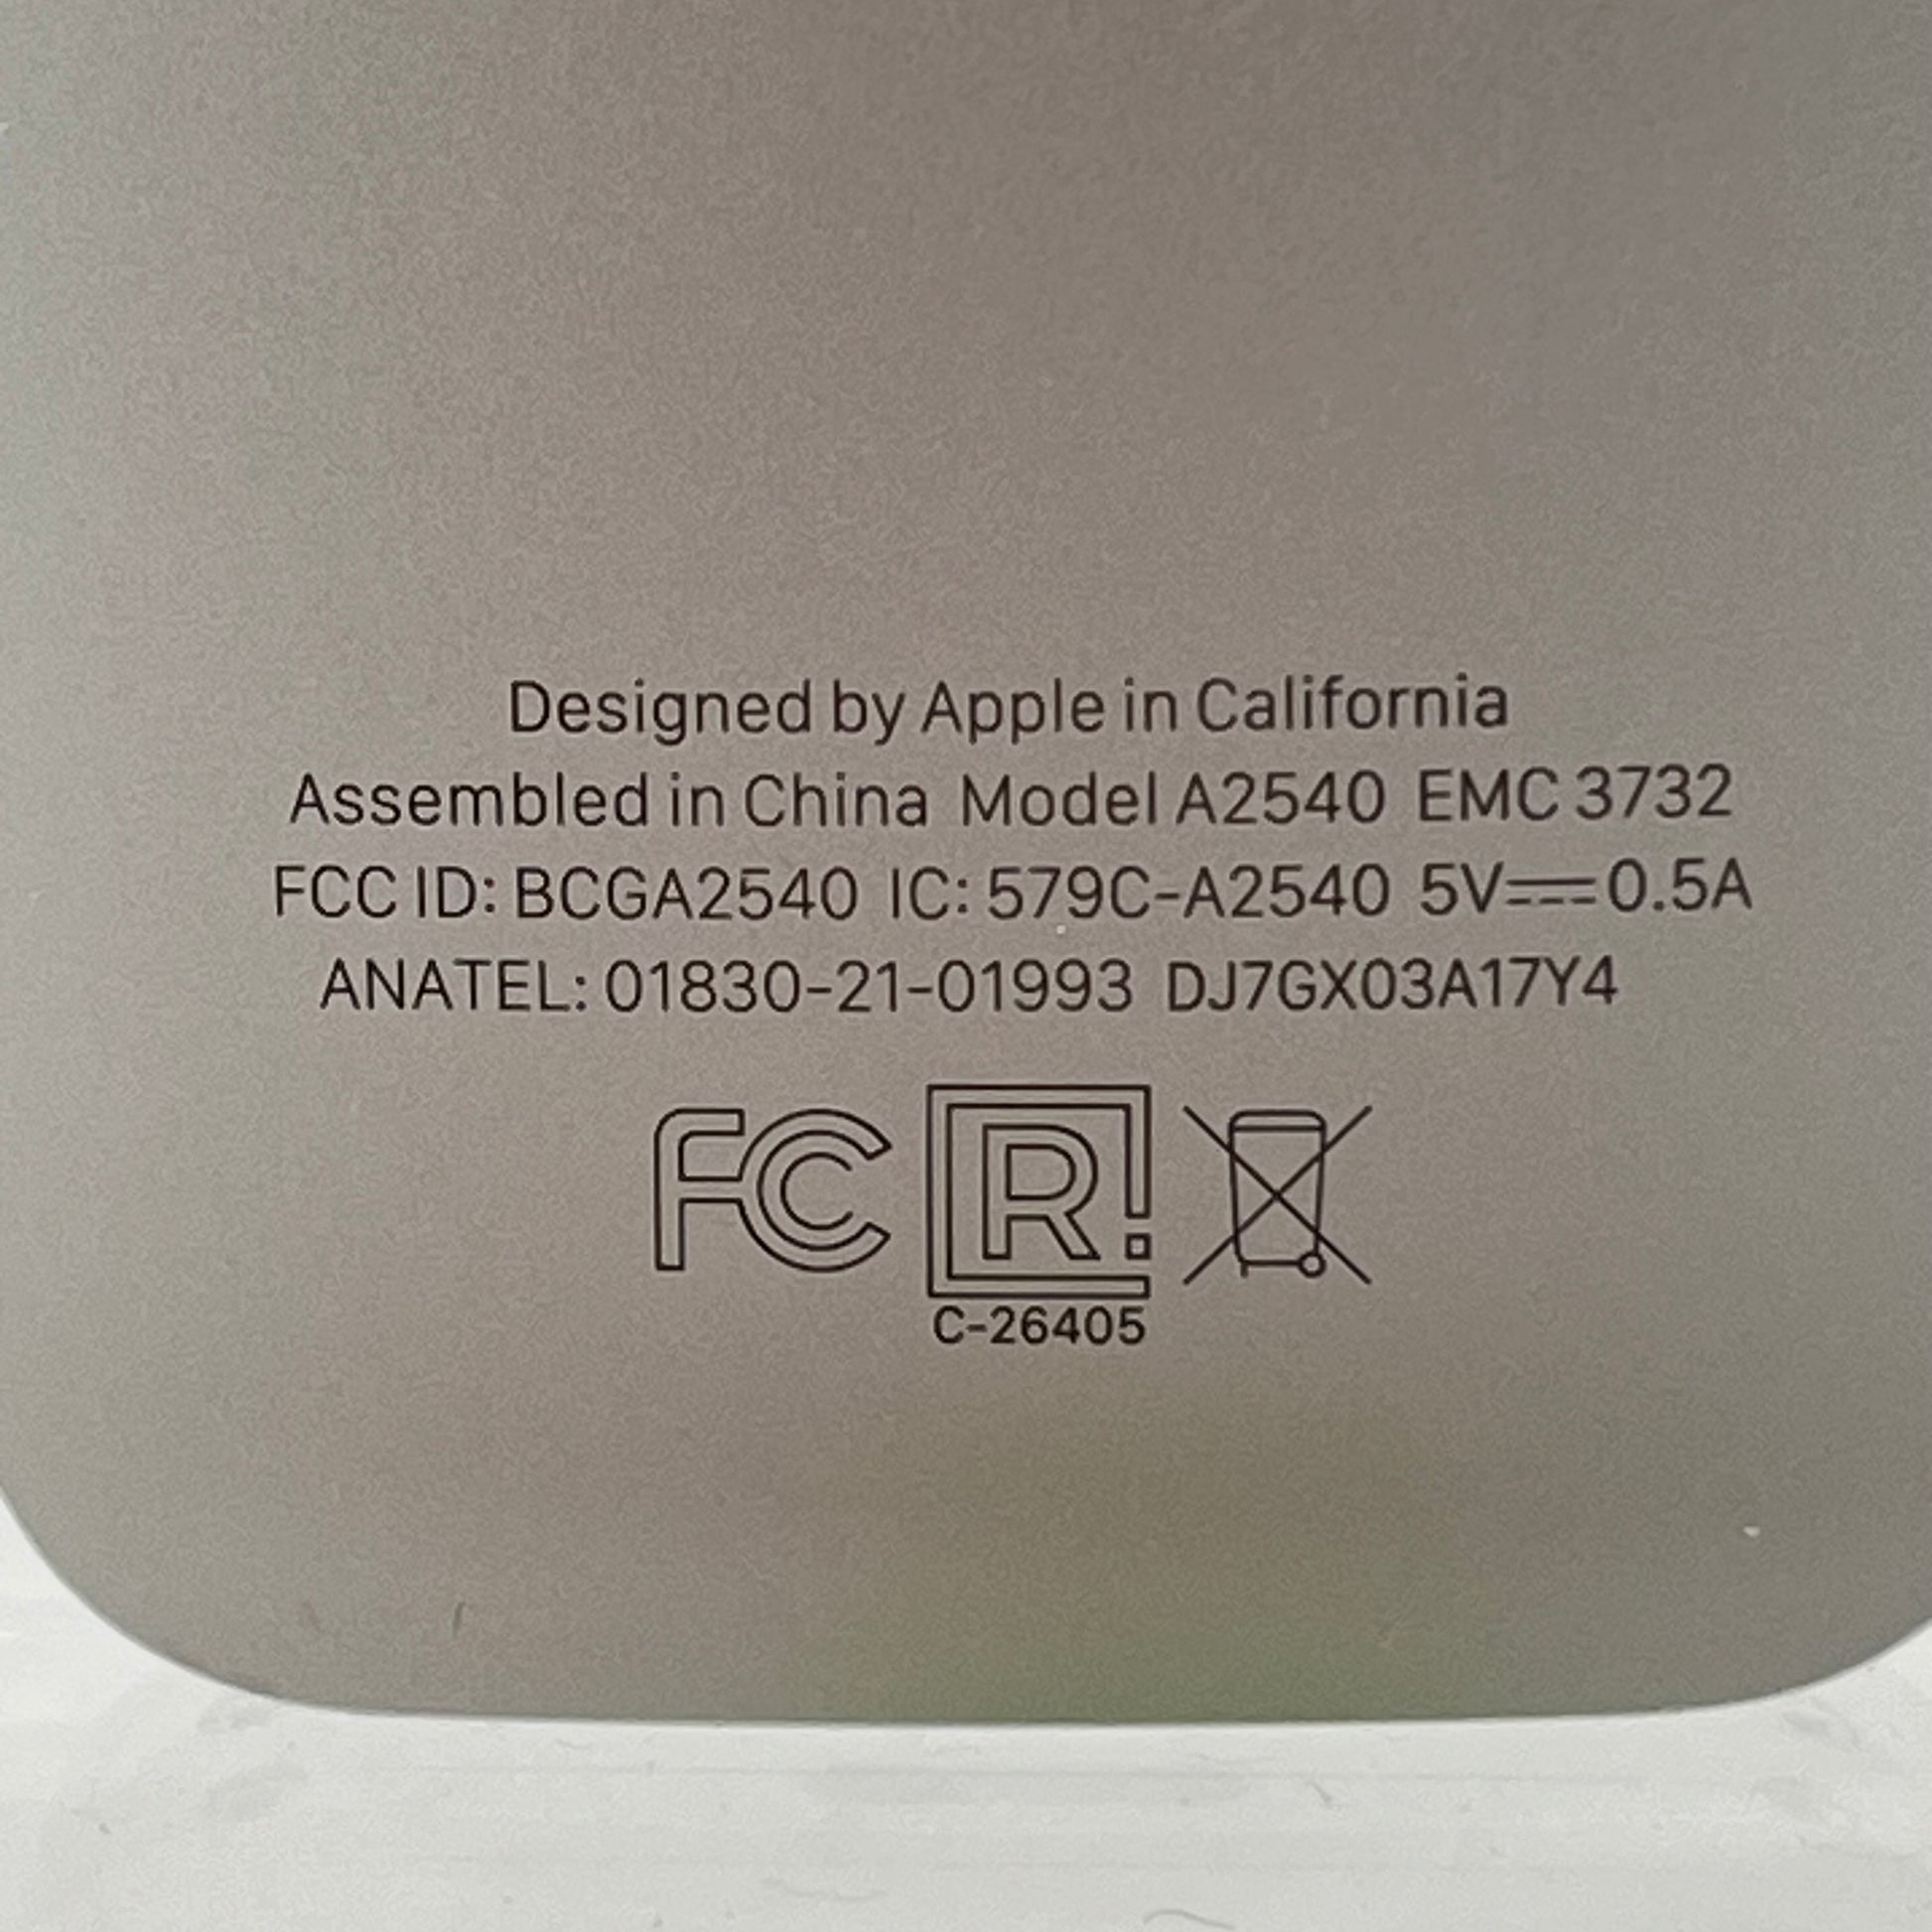 Designed by Apple in California
Assembled in China Model A2540 EMC 3732
FCC ID: BCGA2540 IC: 579C-A2540 5V⎓0.5A
ANATEL: 01830-21-01993 DJ7GX03A17Y4
FC R!
C-26405